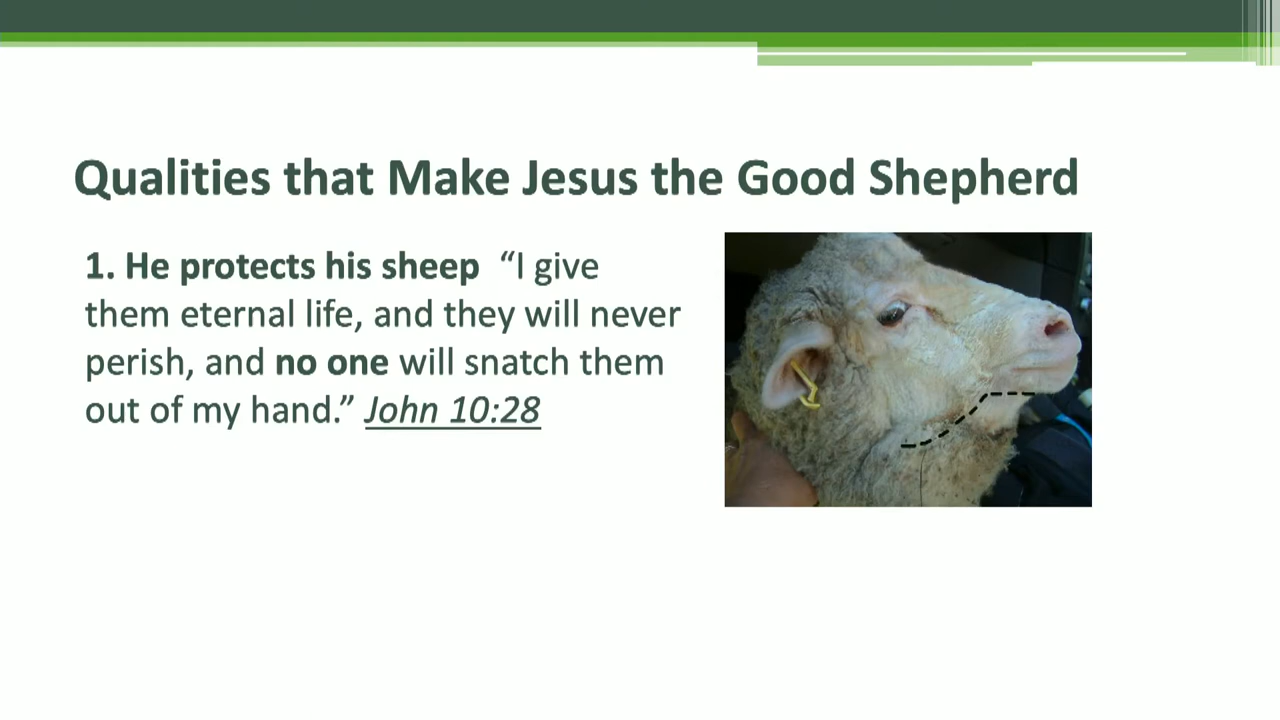 Qualities that Make Jesus the Good Shepherd
1. He protects his sheep “I give
them eternal life, and they will never
perish, and no one will snatch them
out of my hand.” John 10:28